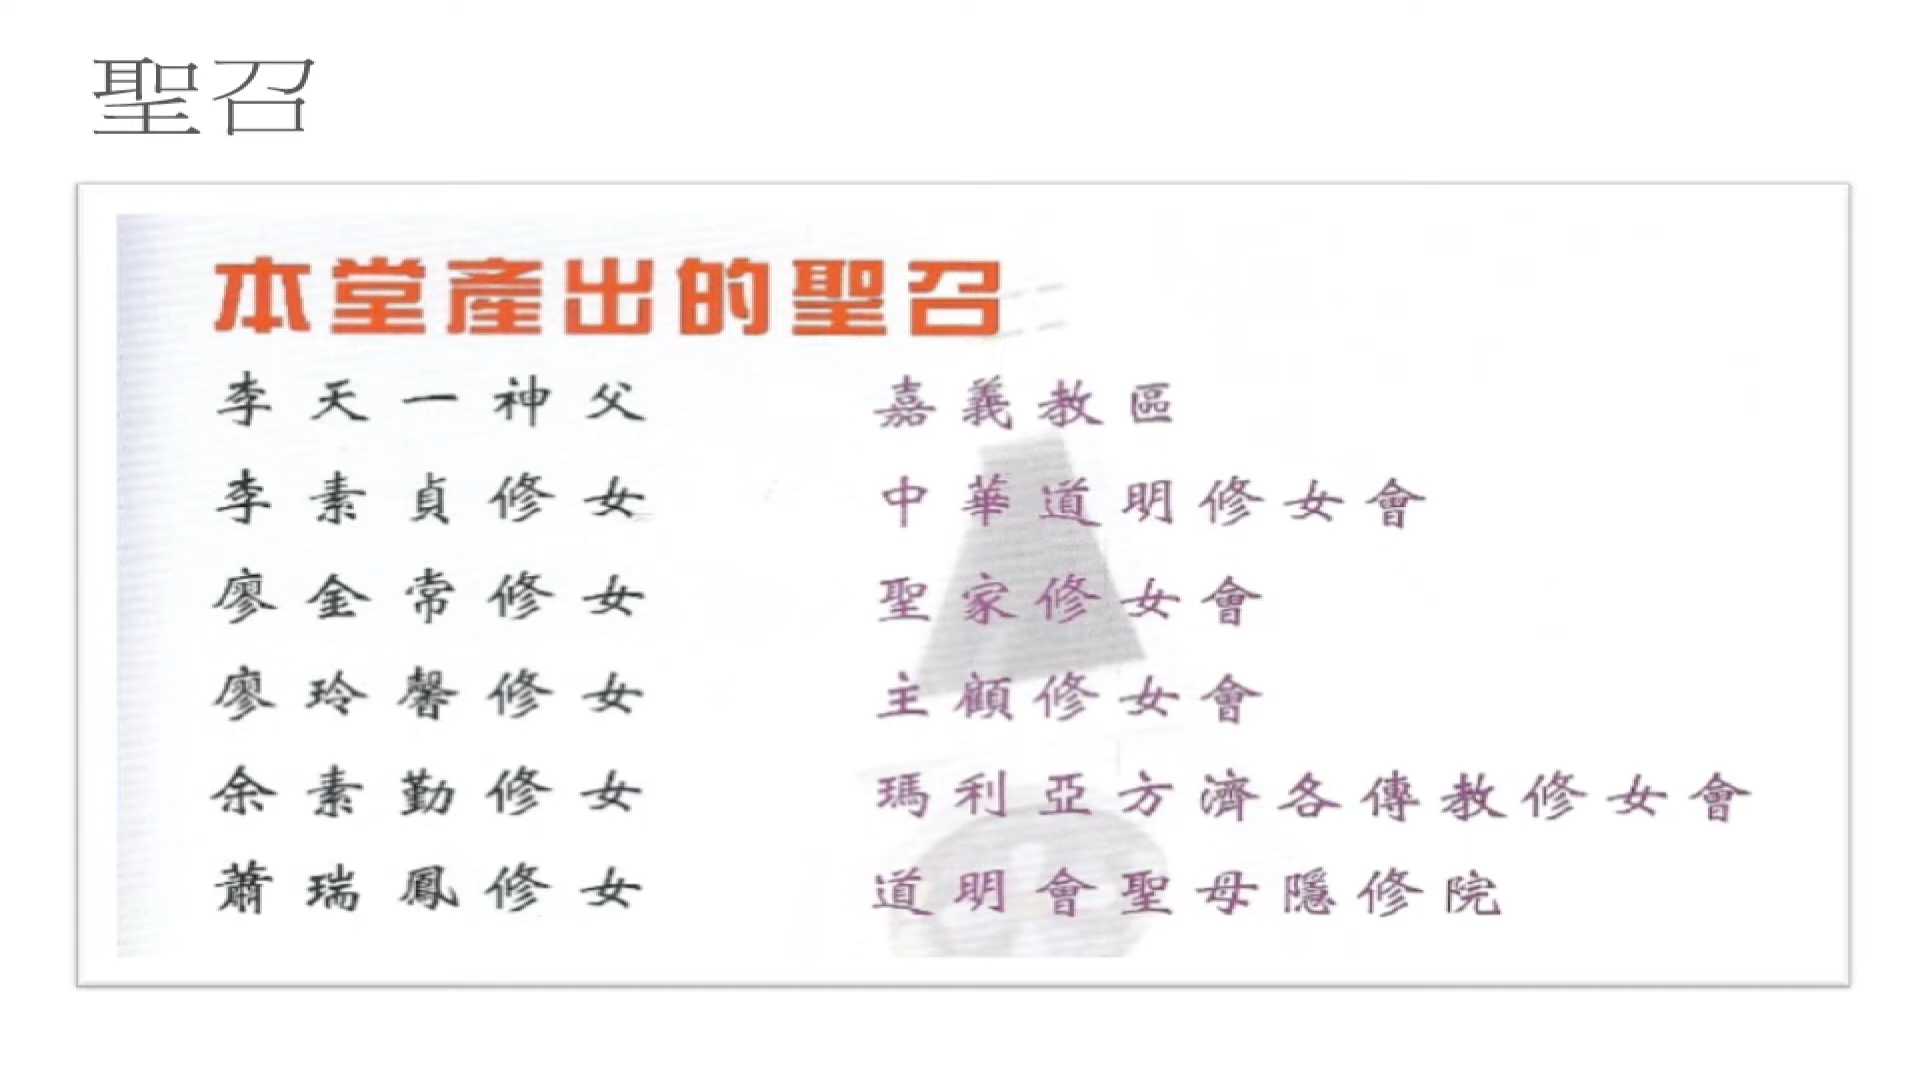 聖召
本堂產出的聖召
李天一神父 嘉義教區
李素貞修女 中華道明修女會
廖金常修女 聖家修女會
廖玲馨修女 主顧修女會
余素勤修女 瑪利亞方濟各傳教修女會
蕭瑞鳳修女 道明會聖母隱修院